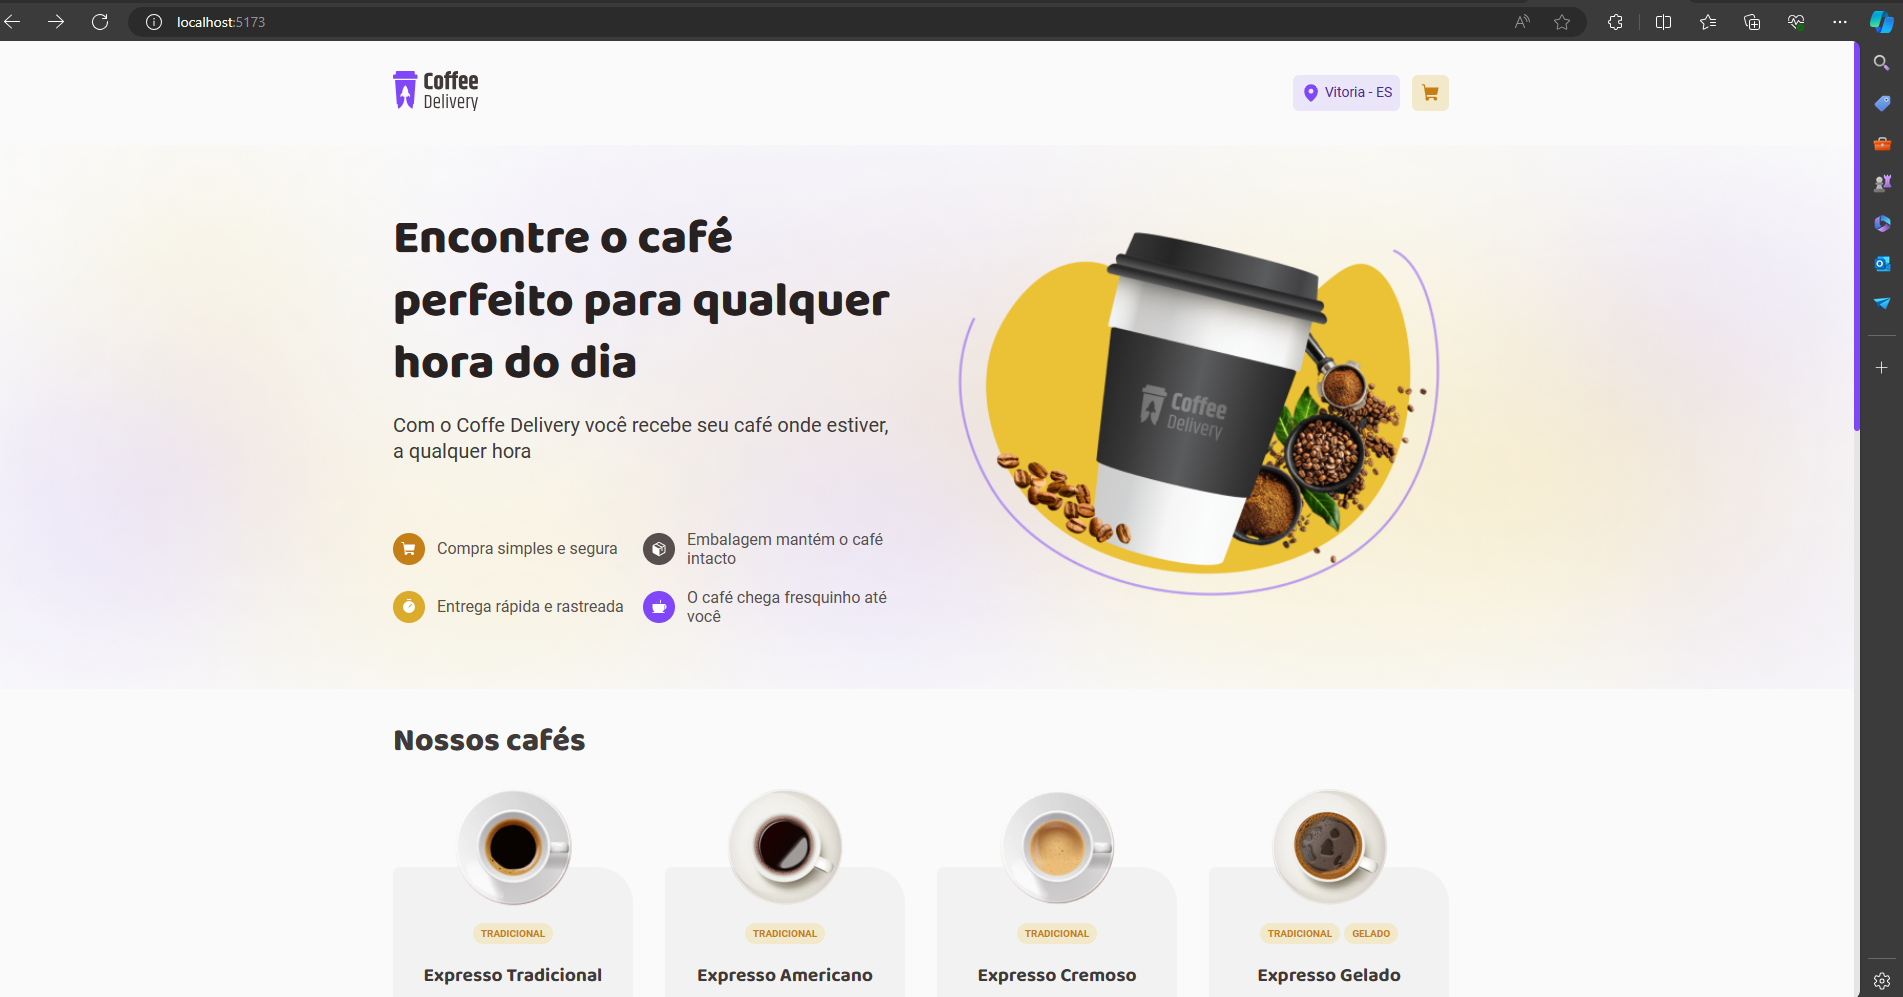 localhost:5173
Coffee
Delivery
Vitoria - ES
Encontre o café
perfeito para qualquer
hora do dia
Com o Coffe Delivery você recebe seu café onde estiver,
a qualquer hora
Coffee
Delivery
Compra simples e segura
Embalagem mantém o café
intacto
Entrega rápida e rastreada
O café chega fresquinho até
você
Nossos cafés
TRADICIONAL
TRADICIONAL
TRADICIONAL
TRADICIONAL GELADO
Expresso Tradicional
Expresso Americano
Expresso Cremoso
Expresso Gelado